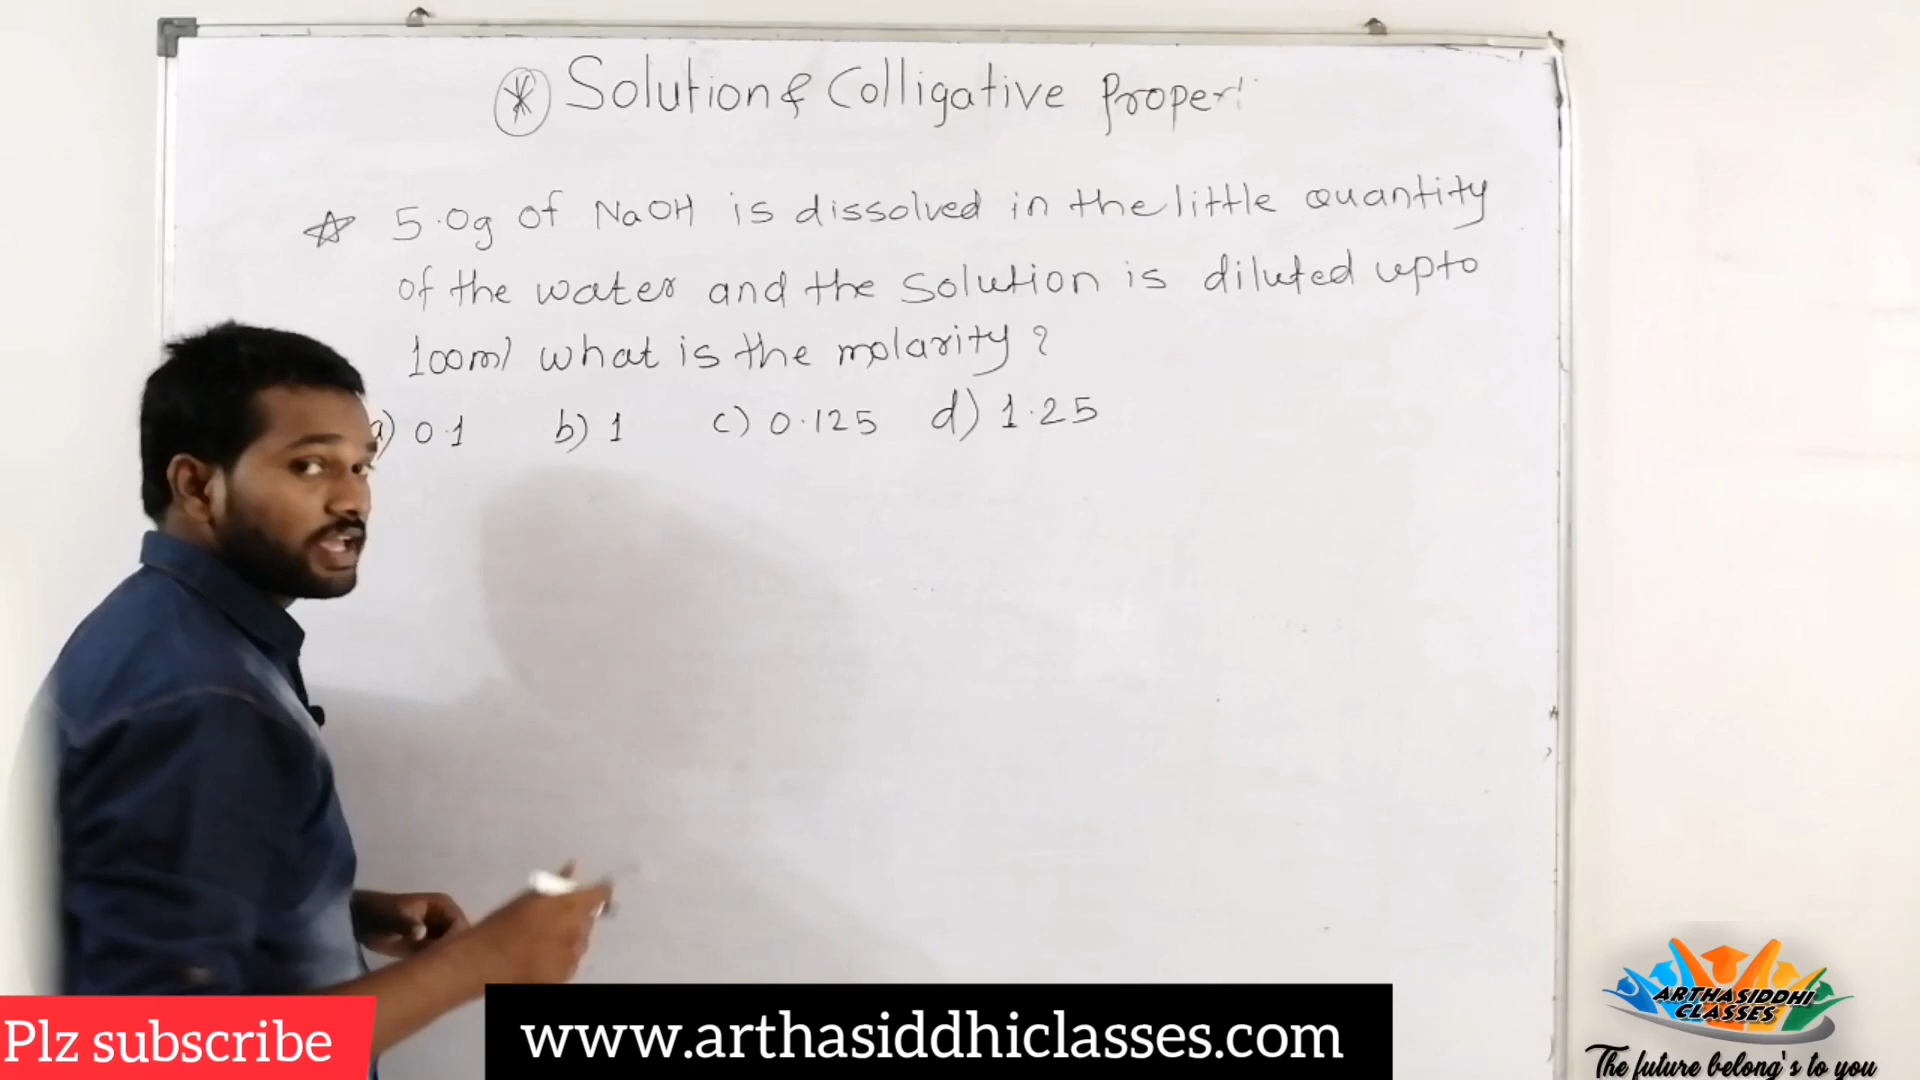 * Solution & Colligative Proper
☆ 5.0g of NaOH is dissolved in the little quantity
of the water and the solution is diluted upto
100ml what is the molarity?
a) 0.1 b) 1 c) 0.125 d) 1.25
Plz subscribe
www.arthasiddhiclasses.com
ARTHASIDDHI
CLASSES
The future belong's to you